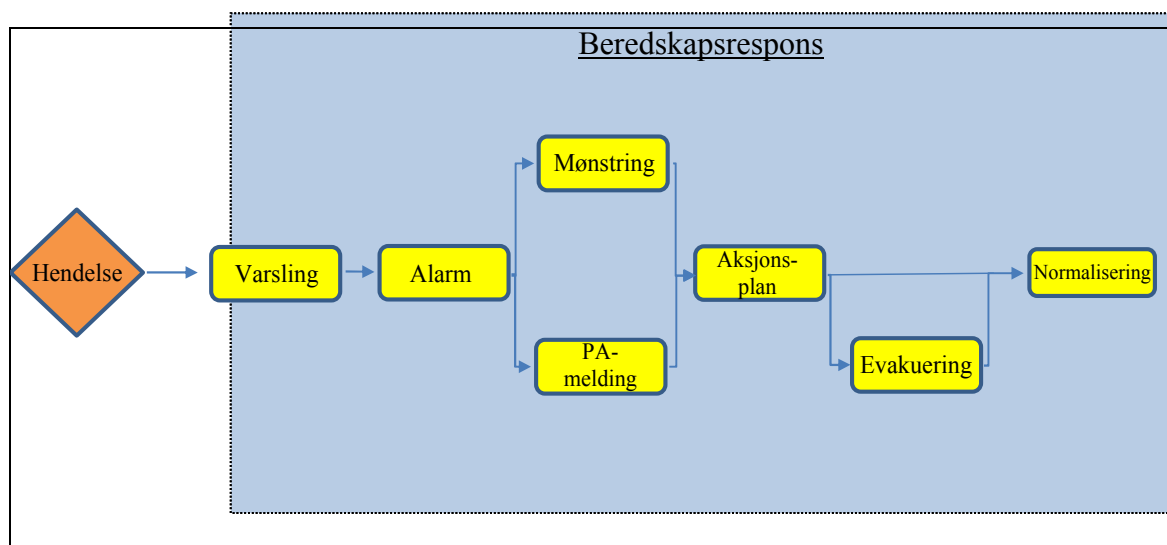 Beredskapsrespons
Hendelse
Varsling
Alarm
Mønstring
PA-
melding
Aksjons-
plan
Evakuering
Normalisering